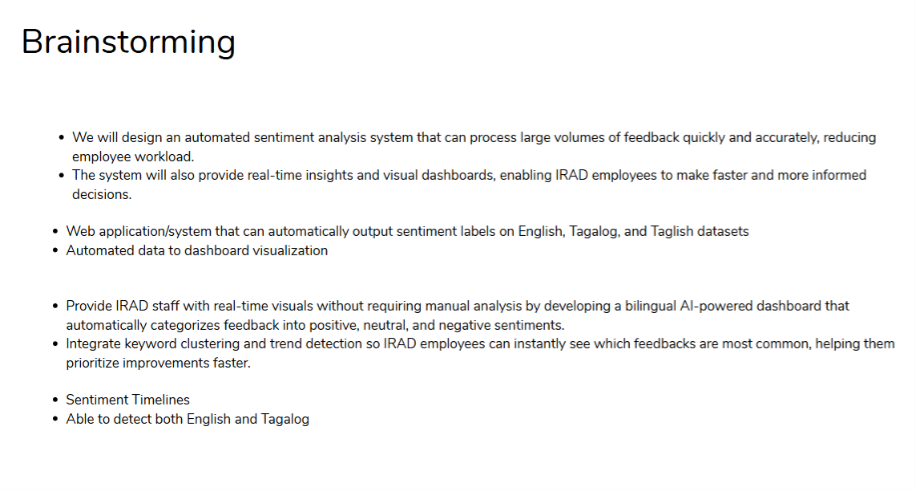 Brainstorming
• We will design an automated sentiment analysis system that can process large volumes of feedback quickly and accurately, reducing
employee workload.
• The system will also provide real-time insights and visual dashboards, enabling IRAD employees to make faster and more informed
decisions.
• Web application/system that can automatically output sentiment labels on English, Tagalog, and Taglish datasets
• Automated data to dashboard visualization
• Provide IRAD staff with real-time visuals without requiring manual analysis by developing a bilingual AI-powered dashboard that
automatically categorizes feedback into positive, neutral, and negative sentiments.
• Integrate keyword clustering and trend detection so IRAD employees can instantly see which feedbacks are most common, helping them
prioritize improvements faster.
• Sentiment Timelines
• Able to detect both English and Tagalog